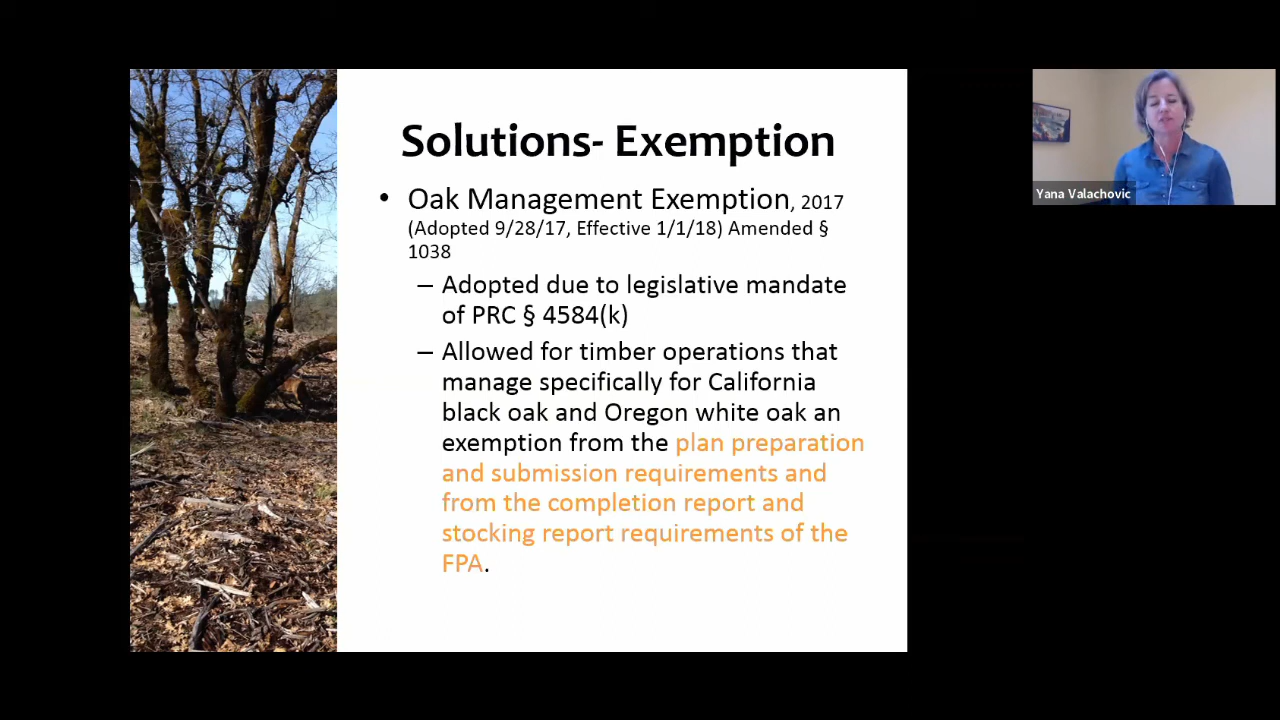 Solutions- Exemption
• Oak Management Exemption, 2017
(Adopted 9/28/17, Effective 1/1/18) Amended §
1038
– Adopted due to legislative mandate
of PRC § 4584(k)
– Allowed for timber operations that
manage specifically for California
black oak and Oregon white oak an
exemption from the plan preparation
and submission requirements and
from the completion report and
stocking report requirements of the
FPA.
Yana Valachovic